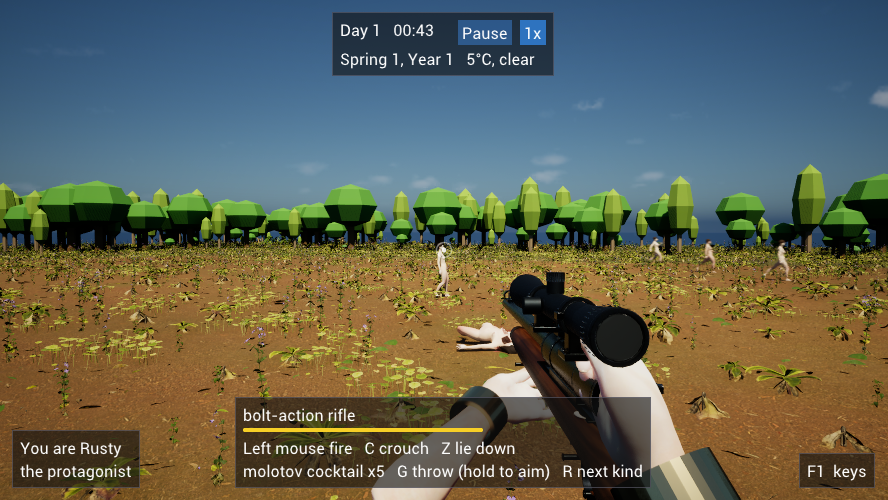 Day 1 00:43 Pause 1x
Spring 1, Year 1 5°C, clear
bolt-action rifle
Left mouse fire C crouch Z lie down
molotov cocktail x5 G throw (hold to aim) R next kind
You are Rusty
the protagonist
F1 keys